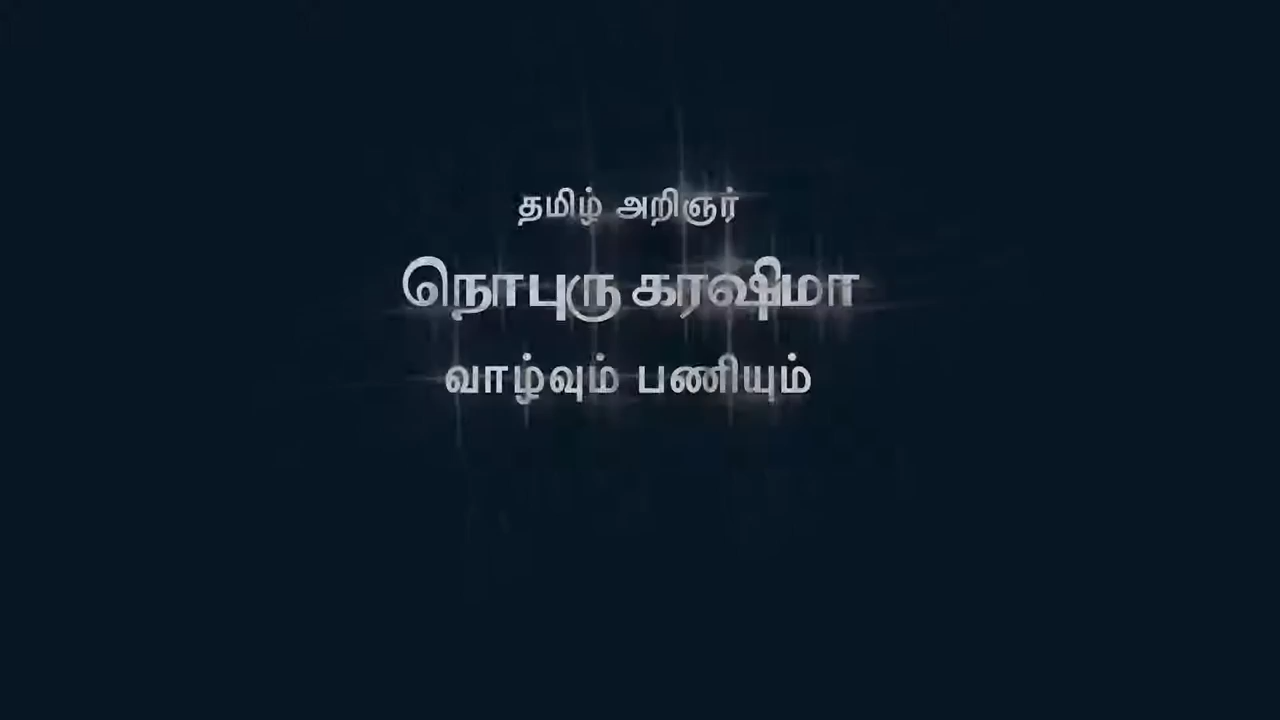 தமிழ் அறிஞர்
நொபுரு கரஷிமா
வாழ்வும் பணியும்